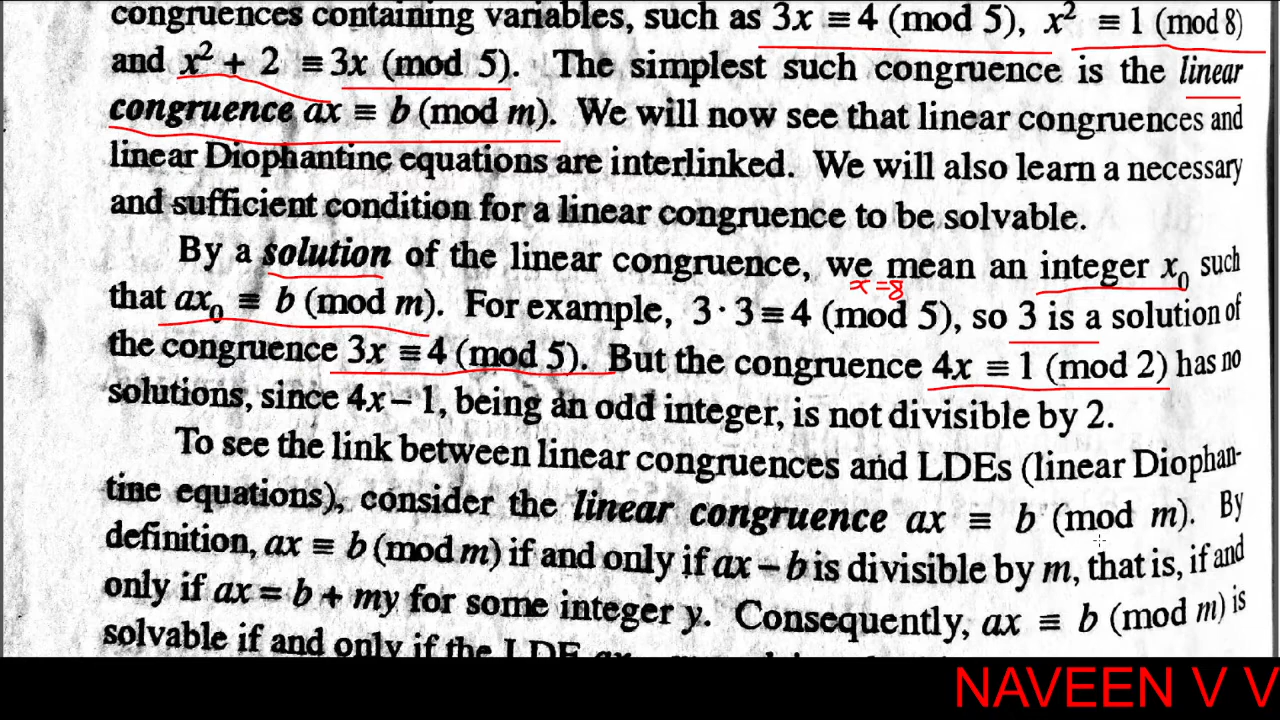 congruences containing variables, such as 3x ≡ 4 (mod 5), x² ≡ 1 (mod 8)
and x² + 2 ≡ 3x (mod 5). The simplest such congruence is the linear
congruence ax ≡ b (mod m). We will now see that linear congruences and
linear Diophantine equations are interlinked. We will also learn a necessary
and sufficient condition for a linear congruence to be solvable.
By a solution of the linear congruence, we mean an integer x₀ such
x=8
that ax₀ ≡ b (mod m). For example, 3 · 3 ≡ 4 (mod 5), so 3 is a solution of
the congruence 3x ≡ 4 (mod 5). But the congruence 4x ≡ 1 (mod 2) has no
solutions, since 4x – 1, being an odd integer, is not divisible by 2.
To see the link between linear congruences and LDEs (linear Diophan-
tine equations), consider the linear congruence ax ≡ b (mod m). By
definition, ax ≡ b (mod m) if and only if ax – b is divisible by m, that is, if and
only if ax = b + my for some integer y. Consequently, ax ≡ b (mod m) is
solvable if and only if the LDE
NAVEEN V V